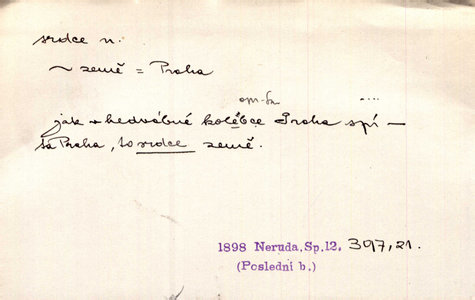 srdce n.
~ země = Praha
jak v hedvábné kolébce Praha spí —
ta Praha, to srdce země.
1898 Neruda, Sp. 12. 397,21.
(Poslední b.)